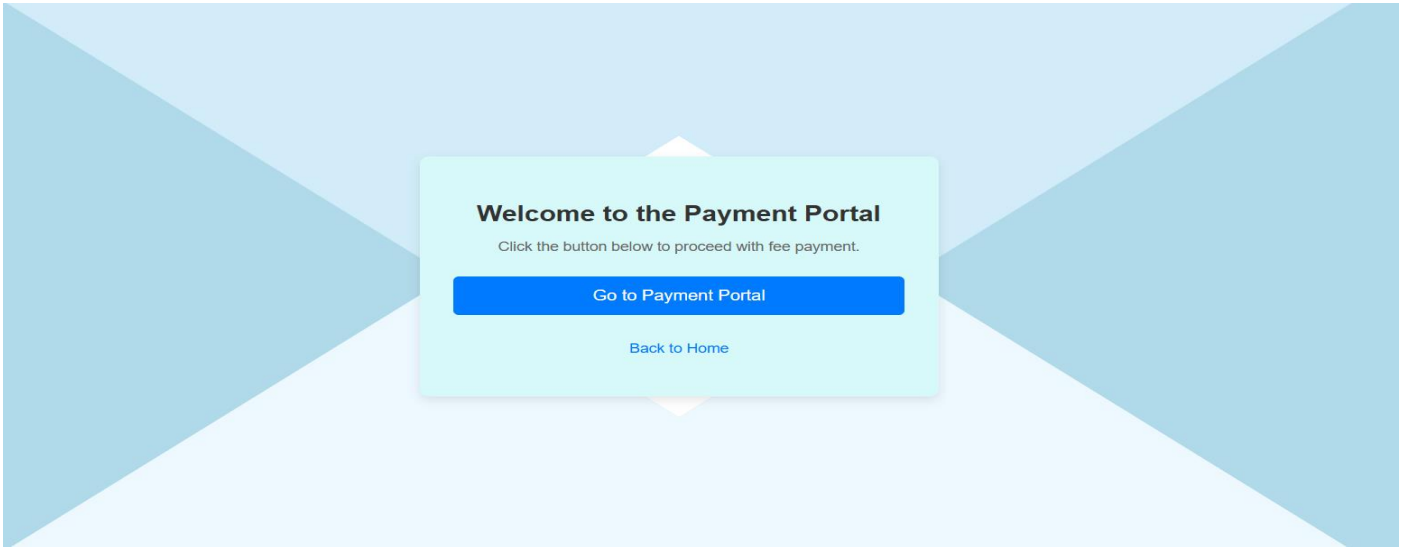 Welcome to the Payment Portal
Click the button below to proceed with fee payment.
Go to Payment Portal
Back to Home